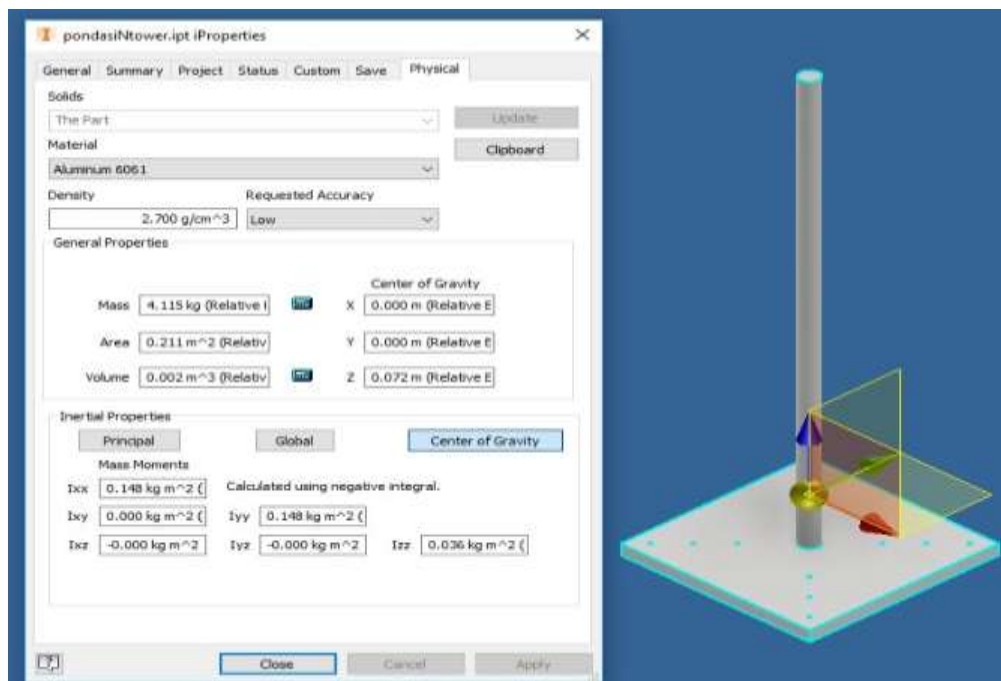 pondasiNtower.ipt iProperties
General Summary Project Status Custom Save Physical
Solids
The Part
Update
Material
Clipboard
Aluminum 6061
Density Requested Accuracy
2.700 g/cm^3 Low
General Properties
Center of Gravity
Mass 4.115 kg (Relative X 0.000 m (Relative E
Area 0.211 m^2 (Relativ Y 0.000 m (Relative E
Volume 0.002 m^3 (Relativ Z 0.072 m (Relative E
Inertial Properties
Principal Global Center of Gravity
Mass Moments
Ixx 0.148 kg m^2 ( Calculated using negative integral.
Ixy 0.000 kg m^2 ( Iyy 0.148 kg m^2 (
Ixz -0.000 kg m^2 Iyz -0.000 kg m^2 Izz 0.036 kg m^2 (
Close Cancel Apply